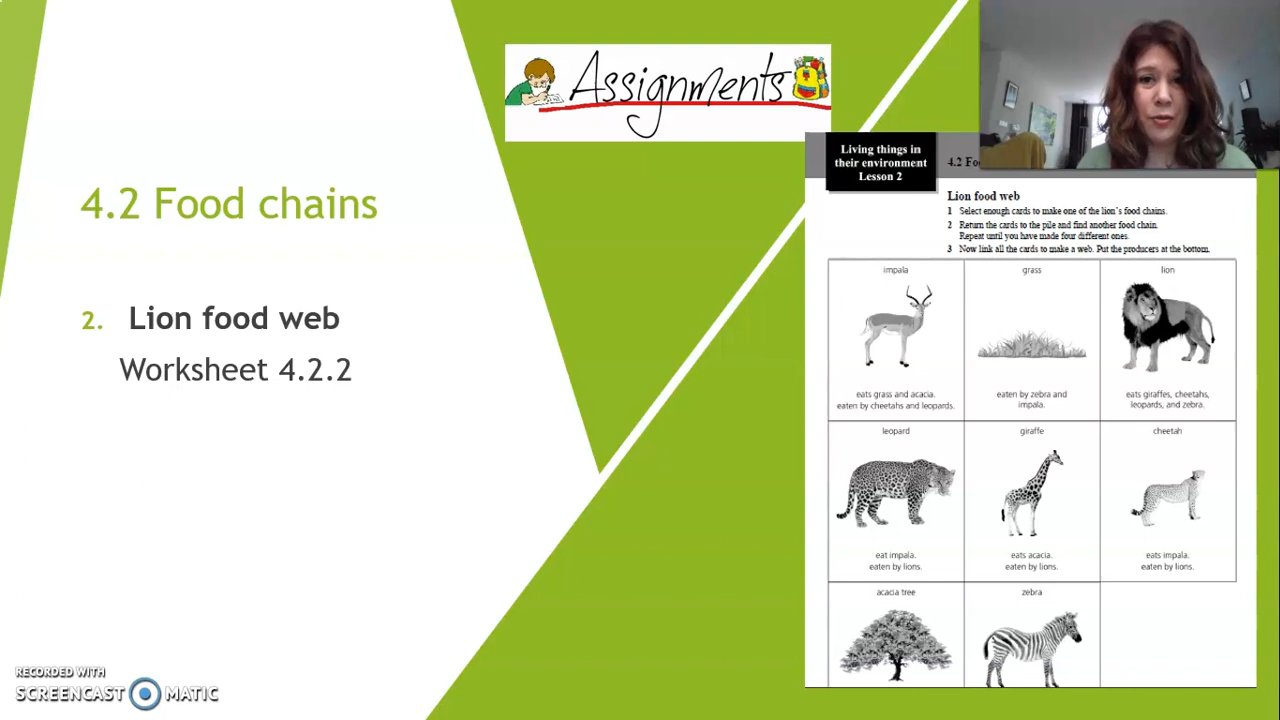 Assignments
4.2 Food chains
2. Lion food web
Worksheet 4.2.2
RECORDED WITH
SCREENCAST MATIC
Living things in
their environment
Lesson 2
4.2 Fo
Lion food web
1 Select enough cards to make one of the lion's food chains.
2 Return the cards to the pile and find another food chain.
Repeat until you have made four different ones.
3 Now link all the cards to make a web. Put the producers at the bottom.
impala
eats grass and acacia.
eaten by cheetahs and leopards.
grass
eaten by zebra and
impala.
lion
eats giraffes, cheetahs,
leopards, and zebra.
leopard
eat impala.
eaten by lions.
giraffe
eats acacia.
eaten by lions.
cheetah
eats impala.
eaten by lions.
acacia tree
zebra